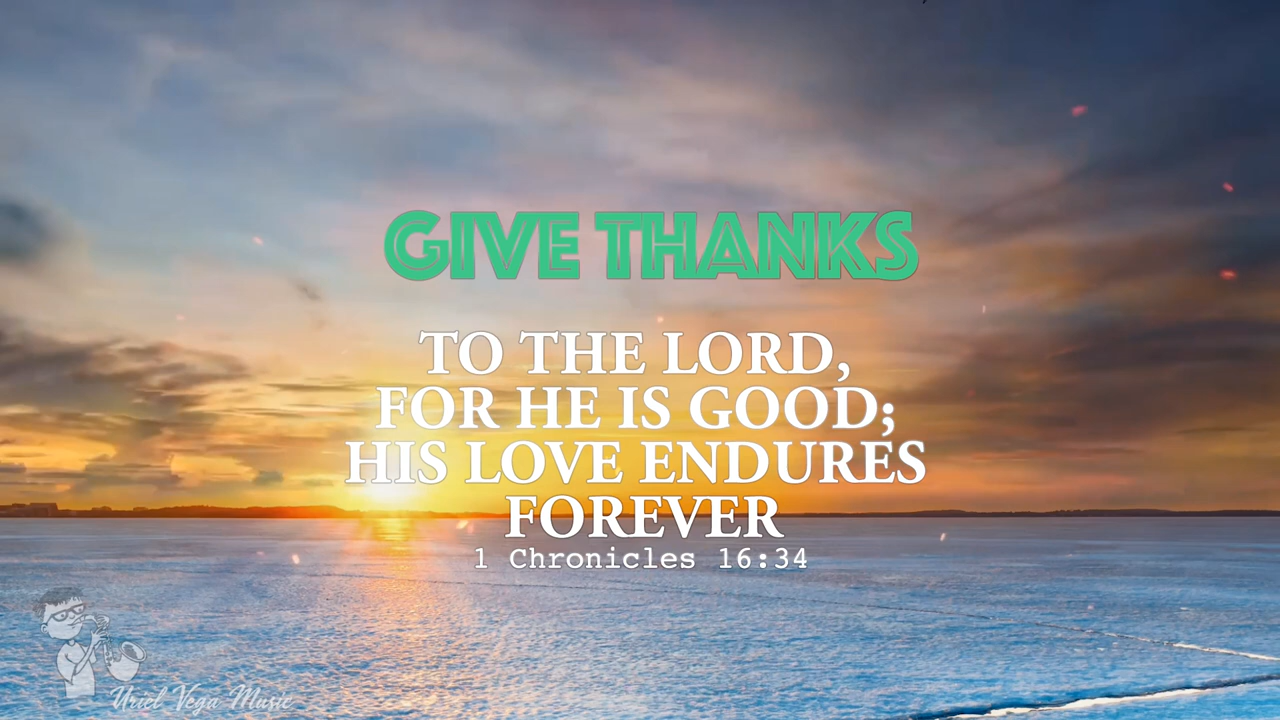 GIVE THANKS
TO THE LORD,
FOR HE IS GOOD;
HIS LOVE ENDURES
FOREVER
1 Chronicles 16:34
Uriel Vega Music